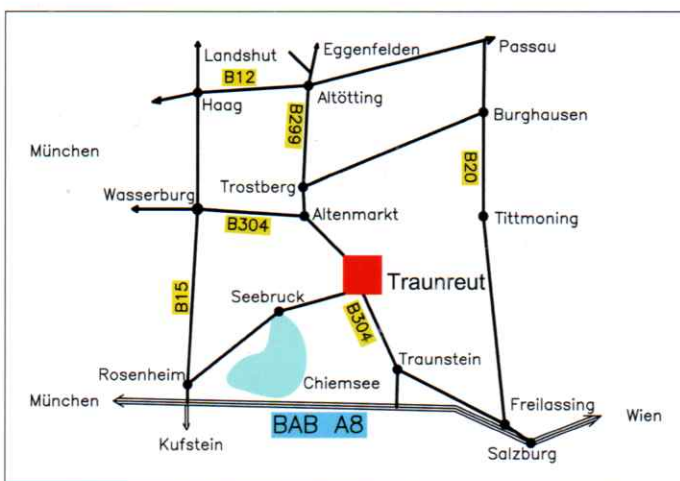 Landshut
Eggenfelden
Passau
B12
Haag
Altötting
B299
Burghausen
München
B20
Trostberg
Wasserburg
Altenmarkt
Tittmoning
B304
B15
Traunreut
Seebruck
B304
Traunstein
Rosenheim
Chiemsee
München
Freilassing
Wien
BAB A8
Kufstein
Salzburg